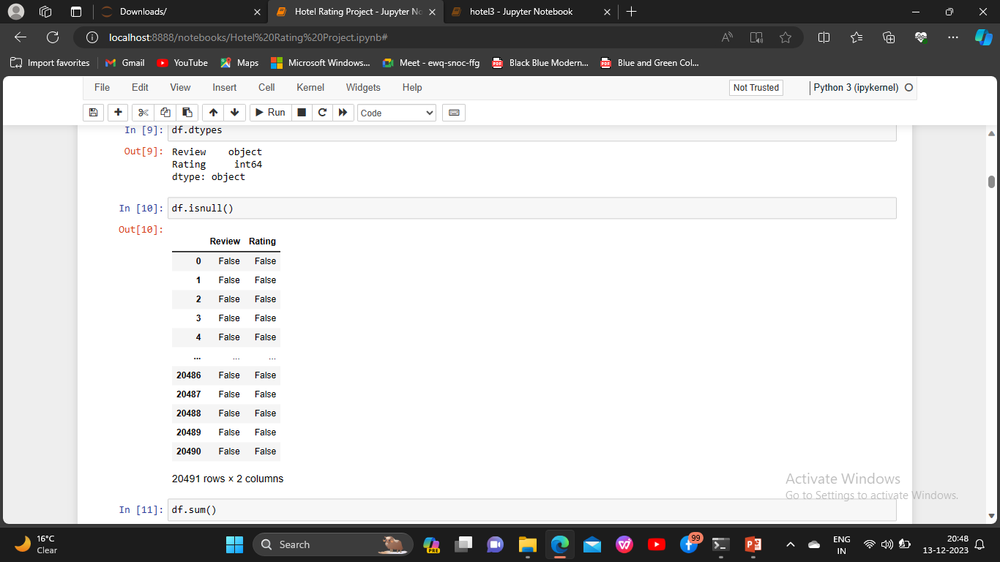 Downloads/
Hotel Rating Project - Jupyter No
hotel3 - Jupyter Notebook
localhost:8888/notebooks/Hotel%20Rating%20Project.ipynb#
Import favorites
Gmail
YouTube
Maps
Microsoft Windows...
Meet - ewq-snoc-ffg
PDF
Black Blue Modern...
PDF
Blue and Green Col...
File Edit View Insert Cell Kernel Widgets Help
Not Trusted
Python 3 (ipykernel)
Run
Code
In [9]: df.dtypes
Out[9]: Review object
Rating int64
dtype: object
In [10]: df.isnull()
Out[10]:
Review Rating
0 False False
1 False False
2 False False
3 False False
4 False False
... ... ...
20486 False False
20487 False False
20488 False False
20489 False False
20490 False False
20491 rows × 2 columns
Activate Windows
Go to Settings to activate Windows.
In [11]: df.sum()
16°C
Clear
Search
PRE
99
ENG
IN
20:48
13-12-2023